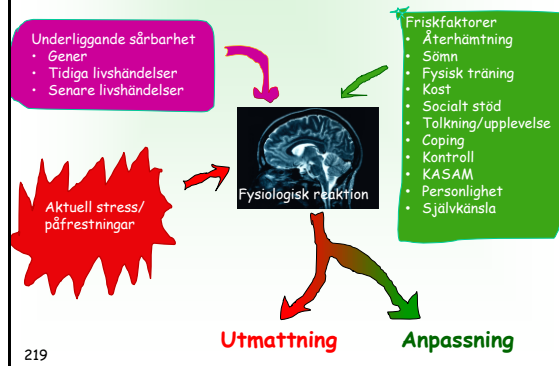 Underliggande sårbarhet
• Gener
• Tidiga livshändelser
• Senare livshändelser
Friskfaktorer
• Återhämtning
• Sömn
• Fysisk träning
• Kost
• Socialt stöd
• Tolkning/upplevelse
• Coping
• Kontroll
• KASAM
• Personlighet
• Självkänsla
Aktuell stress/
påfrestningar
Fysiologisk reaktion
Utmattning
Anpassning
219